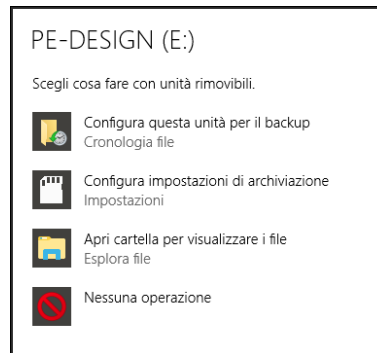 PE-DESIGN (E:)
Scegli cosa fare con unità rimovibili.
Configura questa unità per il backup
Cronologia file
Configura impostazioni di archiviazione
Impostazioni
Apri cartella per visualizzare i file
Esplora file
Nessuna operazione